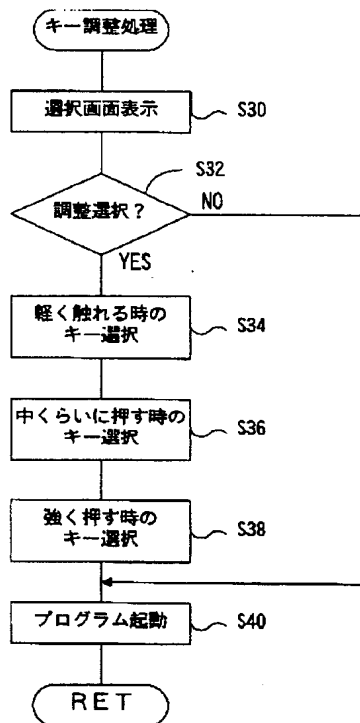 キー調整処理
選択画面表示
S30
S32
調整選択？
NO
YES
軽く触れる時の
キー選択
S34
中くらいに押す時の
キー選択
S36
強く押す時の
キー選択
S38
プログラム起動
S40
RET